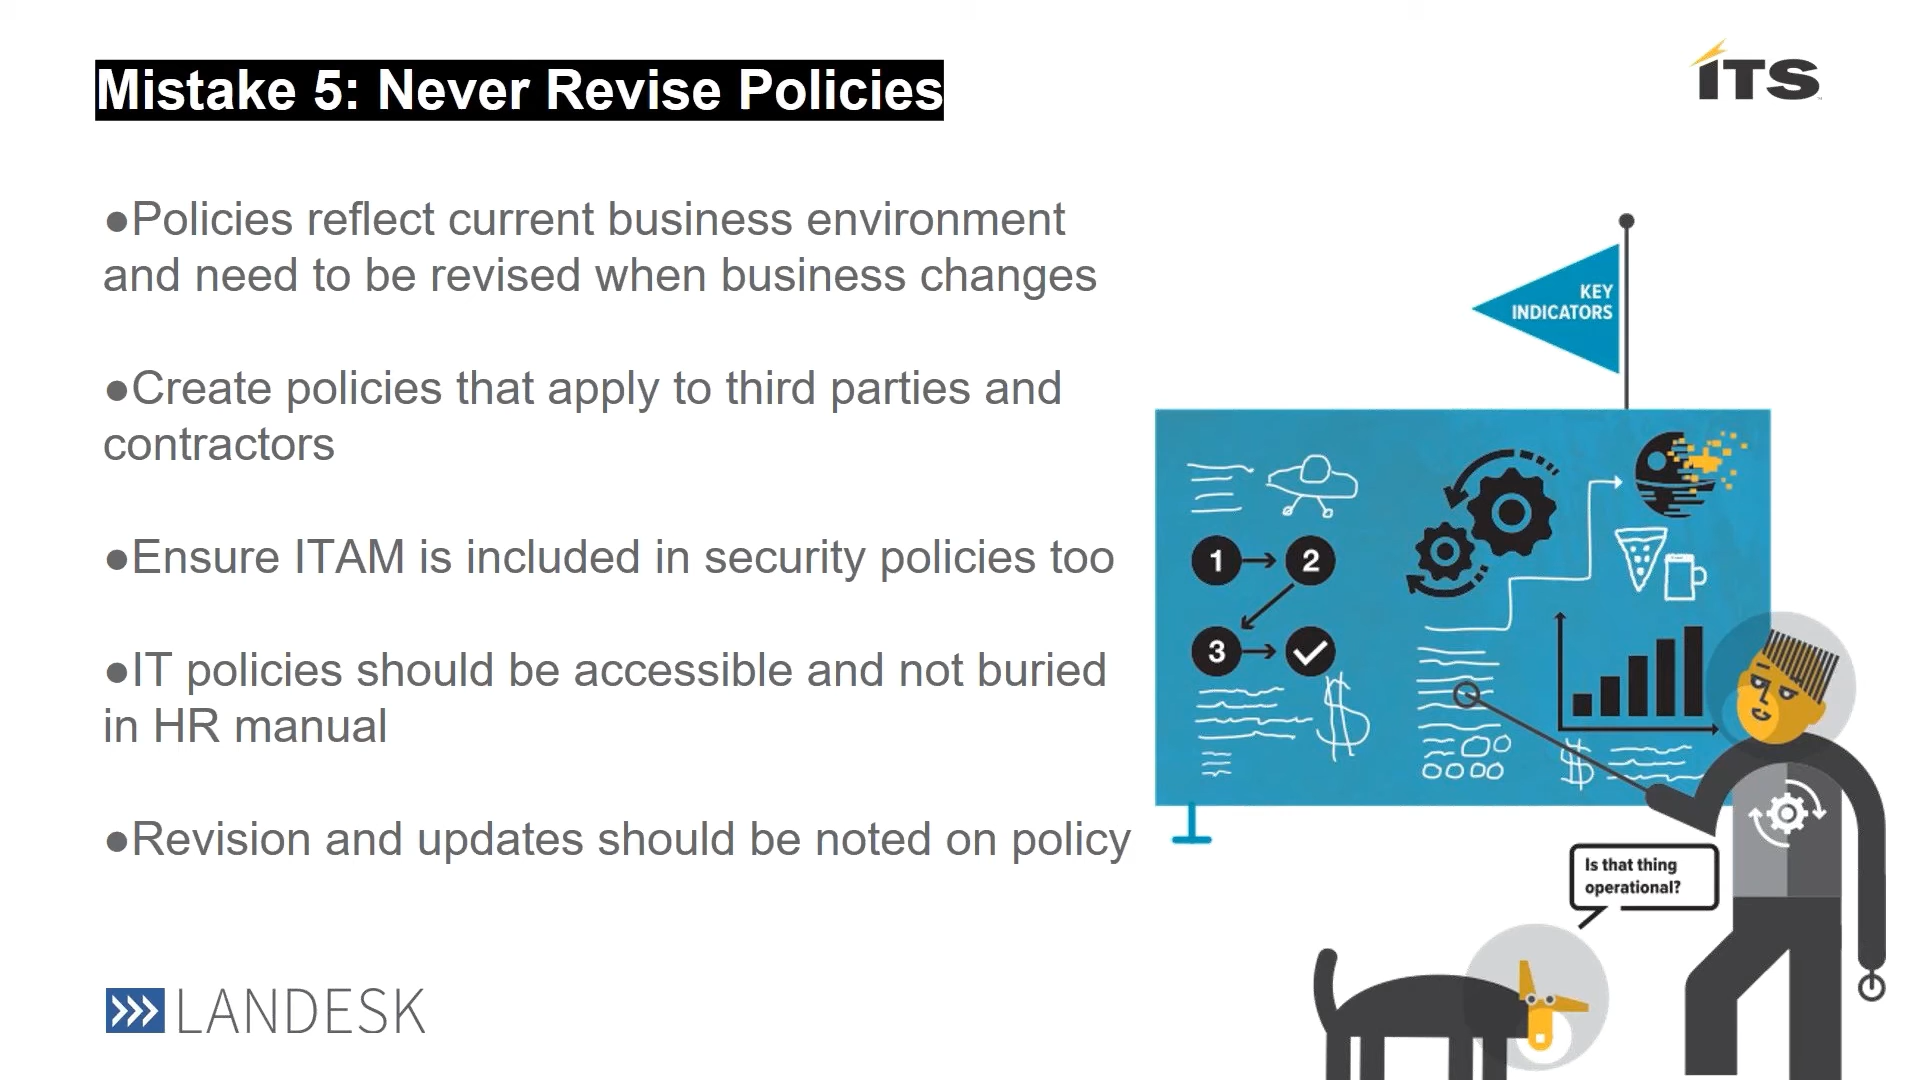 Mistake 5: Never Revise Policies
ITS
●Policies reflect current business environment
and need to be revised when business changes
●Create policies that apply to third parties and
contractors
●Ensure ITAM is included in security policies too
●IT policies should be accessible and not buried
in HR manual
●Revision and updates should be noted on policy
KEY
INDICATORS
1 2
3
$
$
Is that thing
operational?
LANDESK